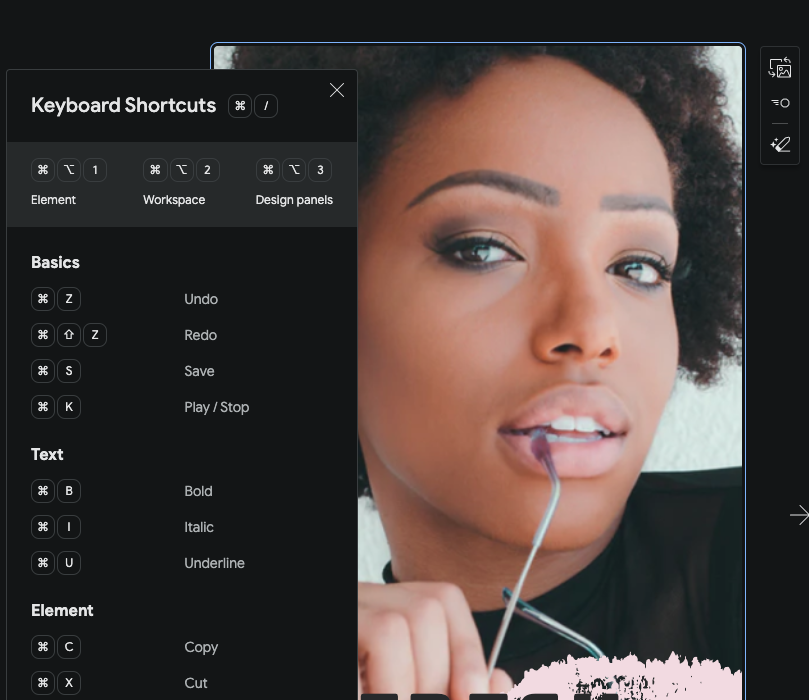 Keyboard Shortcuts ⌘ /
⌘ ⌥ 1 ⌘ ⌥ 2 ⌘ ⌥ 3
Element Workspace Design panels
Basics
⌘ Z Undo
⌘ ⇧ Z Redo
⌘ S Save
⌘ K Play / Stop
Text
⌘ B Bold
⌘ I Italic
⌘ U Underline
Element
⌘ C Copy
⌘ X Cut